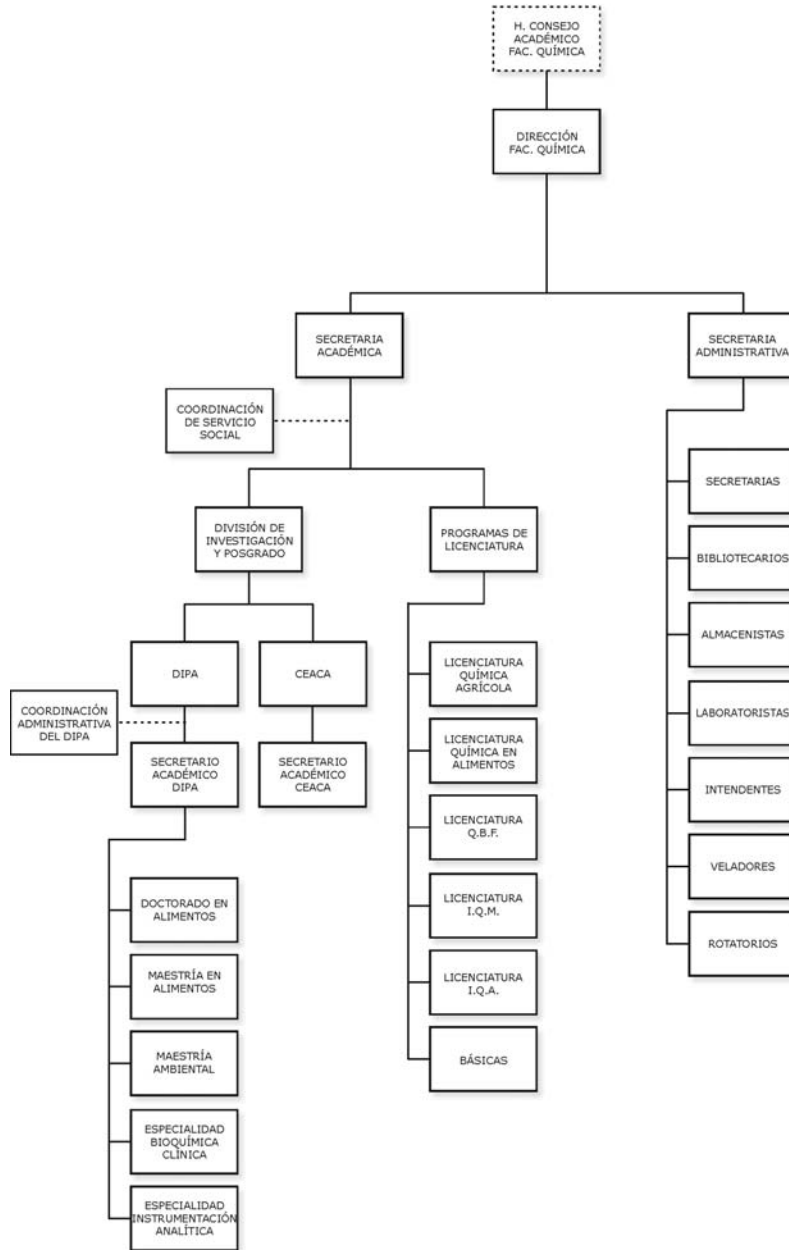 H. CONSEJO
ACADÉMICO
FAC. QUÍMICA
DIRECCIÓN
FAC. QUÍMICA
SECRETARIA
ACADÉMICA
SECRETARIA
ADMINISTRATIVA
COORDINACIÓN
DE SERVICIO
SOCIAL
DIVISIÓN DE
INVESTIGACIÓN
Y POSGRADO
PROGRAMAS DE
LICENCIATURA
DIPA
CEACA
COORDINACIÓN
ADMINISTRATIVA
DEL DIPA
SECRETARIO
ACADÉMICO
DIPA
SECRETARIO
ACADÉMICO
CEACA
DOCTORADO EN
ALIMENTOS
MAESTRÍA EN
ALIMENTOS
MAESTRÍA
AMBIENTAL
ESPECIALIDAD
BIOQUÍMICA
CLÍNICA
ESPECIALIDAD
INSTRUMENTACIÓN
ANALÍTICA
LICENCIATURA
QUÍMICA
AGRÍCOLA
LICENCIATURA
QUÍMICA EN
ALIMENTOS
LICENCIATURA
Q.B.F.
LICENCIATURA
I.Q.M.
LICENCIATURA
I.Q.A.
BÁSICAS
SECRETARIAS
BIBLIOTECARIOS
ALMACENISTAS
LABORATORISTAS
INTENDENTES
VELADORES
ROTATORIOS